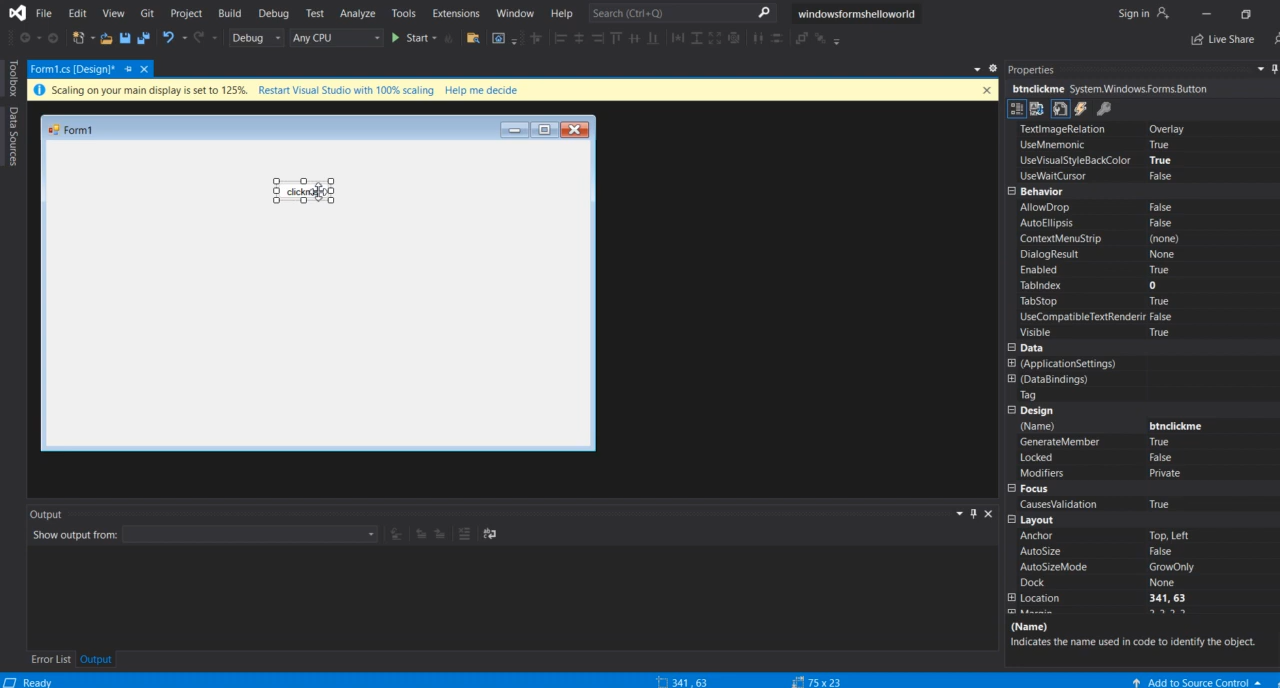 File Edit View Git Project Build Debug Test Analyze Tools Extensions Window Help Search (Ctrl+Q) windowsformshelloworld Sign in
Debug Any CPU Start Live Share
Toolbox
Data Sources
Form1.cs [Design]*
Scaling on your main display is set to 125%. Restart Visual Studio with 100% scaling Help me decide
Form1
Output
Show output from:
Error List Output
Properties
btnclickme System.Windows.Forms.Button
TextImageRelation Overlay
UseMnemonic True
UseVisualStyleBackColor True
UseWaitCursor False
Behavior
AllowDrop False
AutoEllipsis False
ContextMenuStrip (none)
DialogResult None
Enabled True
TabIndex 0
TabStop True
UseCompatibleTextRenderir False
Visible True
Data
(ApplicationSettings)
(DataBindings)
Tag
Design
(Name) btnclickme
GenerateMember True
Locked False
Modifiers Private
Focus
CausesValidation True
Layout
Anchor Top, Left
AutoSize False
AutoSizeMode GrowOnly
Dock None
Location 341, 63
(Name)
Indicates the name used in code to identify the object.
Ready 341 , 63 75 x 23 Add to Source Control